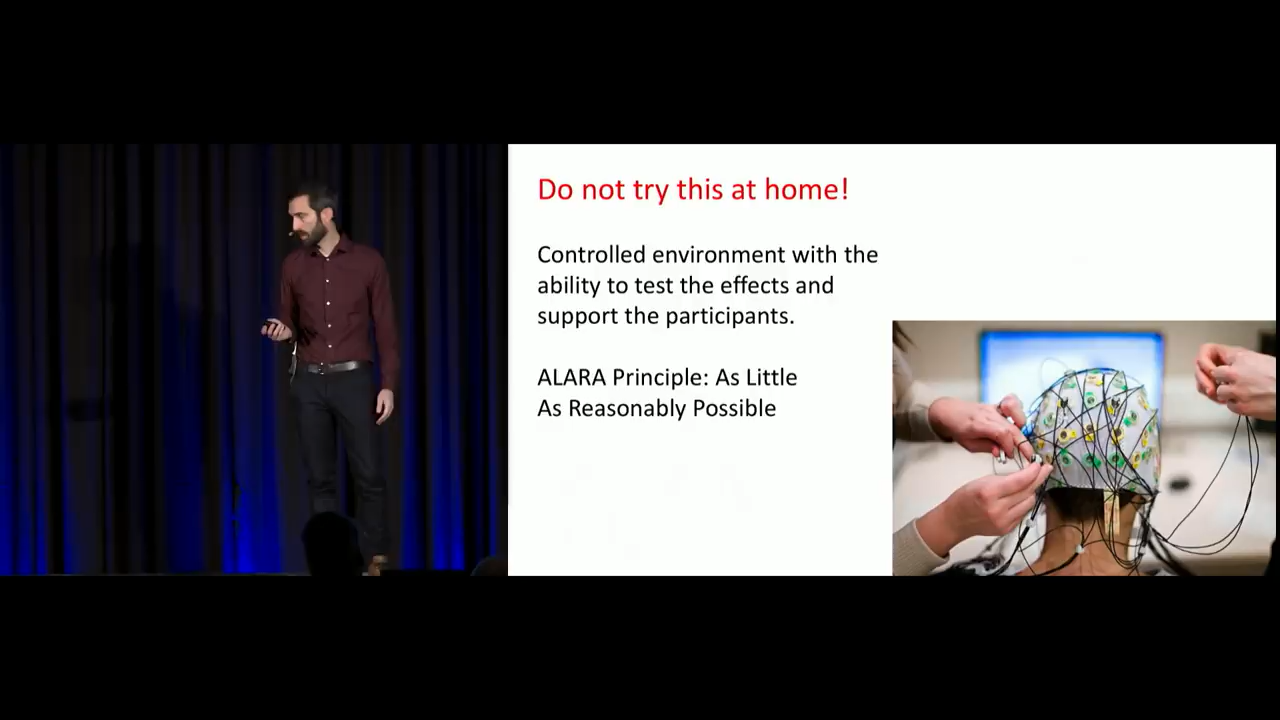 Do not try this at home!
Controlled environment with the
ability to test the effects and
support the participants.
ALARA Principle: As Little
As Reasonably Possible